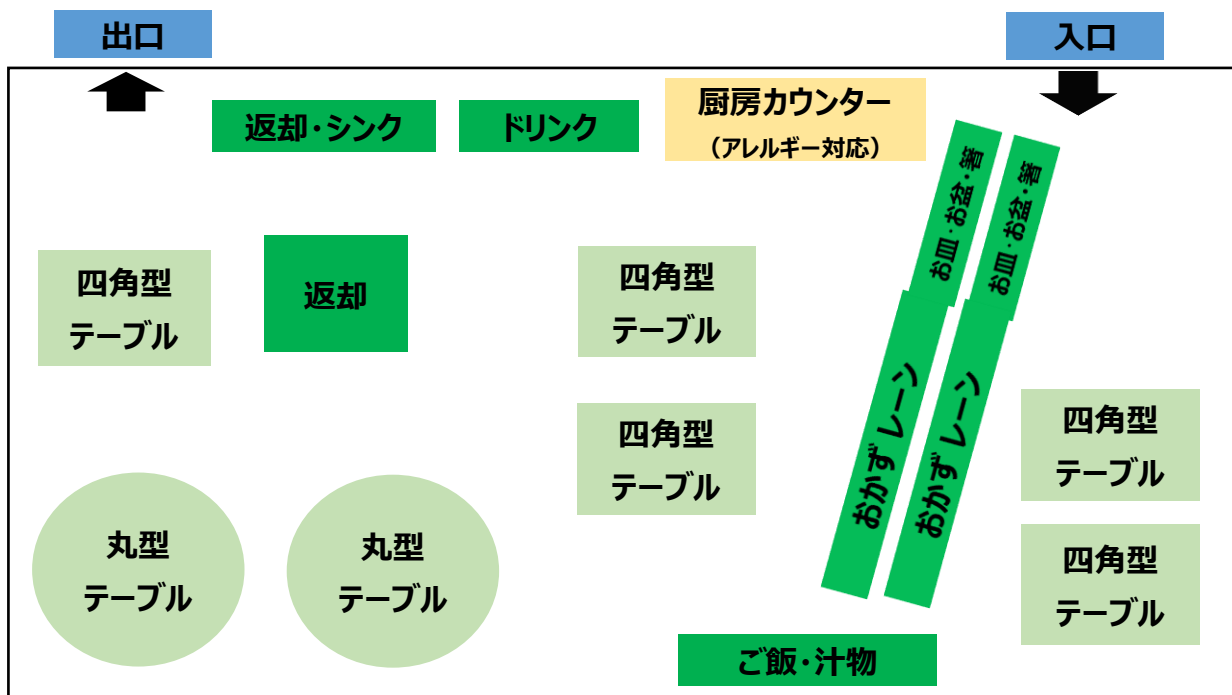 出口
入口
返却・シンク
ドリンク
厨房カウンター
(アレルギー対応)
お皿・お盆・箸
お皿・お盆・箸
四角型
テーブル
返却
四角型
テーブル
おかず レーン
おかず レーン
四角型
テーブル
四角型
テーブル
丸型
テーブル
丸型
テーブル
四角型
テーブル
ご飯・汁物